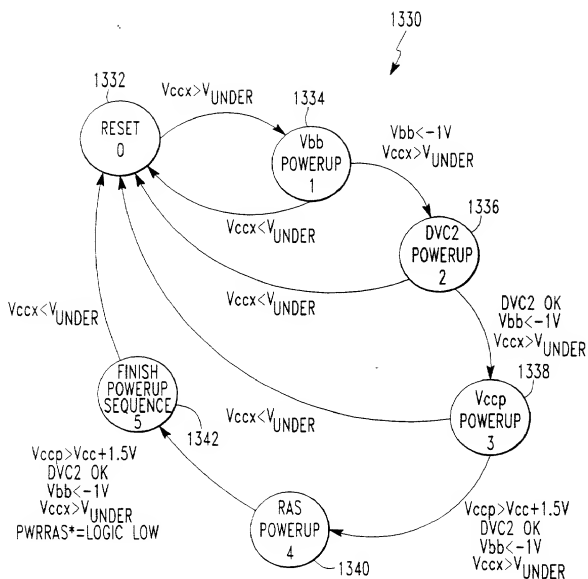 1330
1332
RESET
0
Vccx>VUNDER
1334
Vbb
POWERUP
1
Vbb<-1V
Vccx>VUNDER
1336
DVC2
POWERUP
2
Vccx<VUNDER
Vccx<VUNDER
DVC2 OK
Vbb<-1V
Vccx>VUNDER
1338
Vccp
POWERUP
3
Vccx<VUNDER
Vccx<VUNDER
FINISH
POWERUP
SEQUENCE
5
1342
Vccp>Vcc+1.5V
DVC2 OK
Vbb<-1V
Vccx>VUNDER
PWRRAS*=LOGIC LOW
RAS
POWERUP
4
1340
Vccp>Vcc+1.5V
DVC2 OK
Vbb<-1V
Vccx>VUNDER